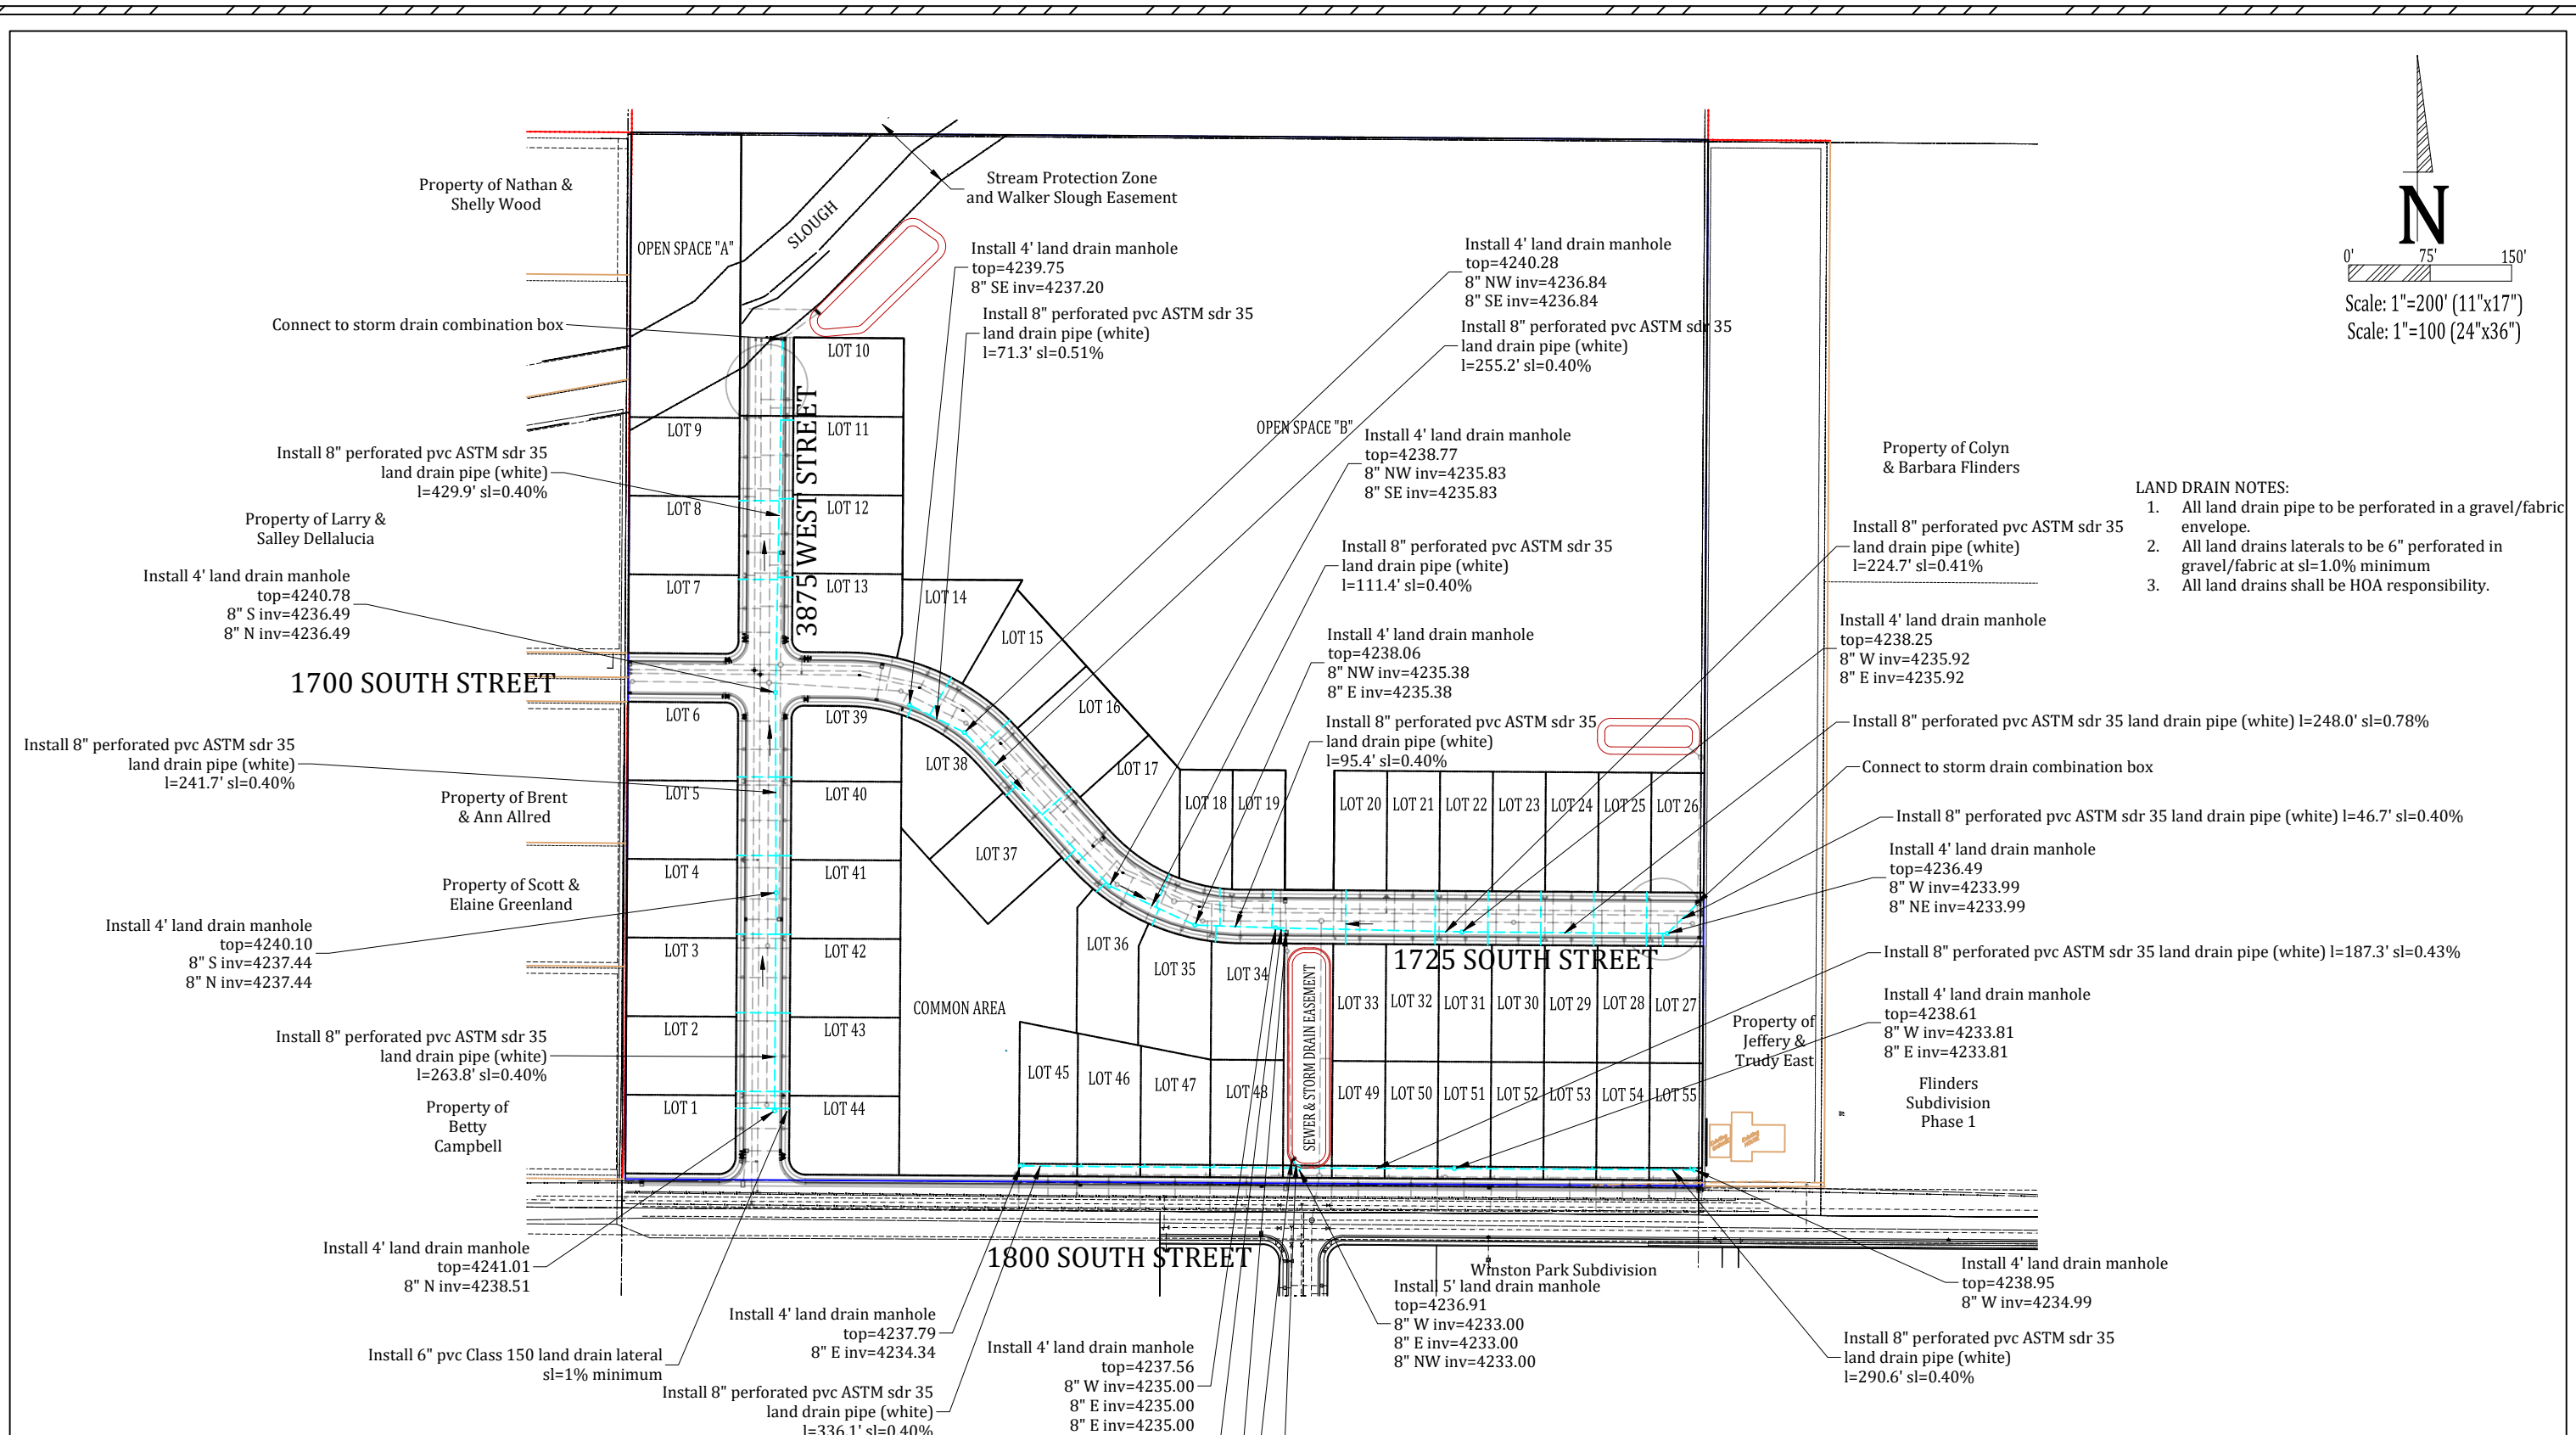 N
0' 75' 150'
Scale: 1"=200' (11"x17")
Scale: 1"=100 (24"x36")
Property of Nathan &
Shelly Wood
OPEN SPACE "A"
SLOUGH
Stream Protection Zone
and Walker Slough Easement
Install 4' land drain manhole
top=4239.75
8" SE inv=4237.20
Install 8" perforated pvc ASTM sdr 35
land drain pipe (white)
l=71.3' sl=0.51%
Install 4' land drain manhole
top=4240.28
8" NW inv=4236.84
8" SE inv=4236.84
Install 8" perforated pvc ASTM sdr 35
land drain pipe (white)
l=255.2' sl=0.40%
Connect to storm drain combination box
LOT 10
LOT 9
LOT 11
3875 WEST STREET
OPEN SPACE "B"
Install 4' land drain manhole
top=4238.77
8" NW inv=4235.83
8" SE inv=4235.83
Property of Colyn
& Barbara Flinders
Install 8" perforated pvc ASTM sdr 35
land drain pipe (white)
l=429.9' sl=0.40%
LAND DRAIN NOTES:
1. All land drain pipe to be perforated in a gravel/fabric
envelope.
2. All land drains laterals to be 6" perforated in
gravel/fabric at sl=1.0% minimum
3. All land drains shall be HOA responsibility.
Property of Larry &
Salley Dellalucia
LOT 8
LOT 12
Install 8" perforated pvc ASTM sdr 35
land drain pipe (white)
l=224.7' sl=0.41%
Install 8" perforated pvc ASTM sdr 35
land drain pipe (white)
l=111.4' sl=0.40%
Install 4' land drain manhole
top=4240.78
8" S inv=4236.49
8" N inv=4236.49
LOT 7
LOT 13
LOT 14
LOT 15
Install 4' land drain manhole
top=4238.06
8" NW inv=4235.38
8" E inv=4235.38
Install 4' land drain manhole
top=4238.25
8" W inv=4235.92
8" E inv=4235.92
1700 SOUTH STREET
LOT 6
LOT 39
LOT 16
Install 8" perforated pvc ASTM sdr 35
land drain pipe (white)
l=95.4' sl=0.40%
Install 8" perforated pvc ASTM sdr 35 land drain pipe (white) l=248.0' sl=0.78%
Install 8" perforated pvc ASTM sdr 35
land drain pipe (white)
l=241.7' sl=0.40%
LOT 38
LOT 17
Connect to storm drain combination box
Property of Brent
& Ann Allred
LOT 5
LOT 40
LOT 18 LOT 19 LOT 20 LOT 21 LOT 22 LOT 23 LOT 24 LOT 25 LOT 26
Install 8" perforated pvc ASTM sdr 35 land drain pipe (white) l=46.7' sl=0.40%
LOT 37
LOT 4
LOT 41
Install 4' land drain manhole
top=4236.49
8" W inv=4233.99
8" NE inv=4233.99
Property of Scott &
Elaine Greenland
Install 4' land drain manhole
top=4240.10
8" S inv=4237.44
8" N inv=4237.44
LOT 3
LOT 42
LOT 36
LOT 35
LOT 34
1725 SOUTH STREET
Install 8" perforated pvc ASTM sdr 35 land drain pipe (white) l=187.3' sl=0.43%
COMMON AREA
SEWER & STORM DRAIN EASEMENT
LOT 33 LOT 32 LOT 31 LOT 30 LOT 29 LOT 28 LOT 27
Install 4' land drain manhole
top=4238.61
8" W inv=4233.81
8" E inv=4233.81
Property of
Jeffery &
Trudy East
LOT 2
LOT 43
Install 8" perforated pvc ASTM sdr 35
land drain pipe (white)
l=263.8' sl=0.40%
LOT 45
LOT 46
LOT 47
LOT 48
LOT 49 LOT 50 LOT 51 LOT 52 LOT 53 LOT 54 LOT 55
Flinders
Subdivision
Phase 1
Property of
Betty
Campbell
LOT 1
LOT 44
Install 4' land drain manhole
top=4241.01
8" N inv=4238.51
1800 SOUTH STREET
Winston Park Subdivision
Install 5' land drain manhole
top=4236.91
8" W inv=4233.00
8" E inv=4233.00
8" NW inv=4233.00
Install 4' land drain manhole
top=4238.95
8" W inv=4234.99
Install 4' land drain manhole
top=4237.79
8" E inv=4234.34
Install 6" pvc Class 150 land drain lateral
sl=1% minimum
Install 4' land drain manhole
top=4237.56
8" W inv=4235.00
8" E inv=4235.00
8" E inv=4235.00
Install 8" perforated pvc ASTM sdr 35
land drain pipe (white)
l=290.6' sl=0.40%
Install 8" perforated pvc ASTM sdr 35
land drain pipe (white)
l=336.1' sl=0.40%